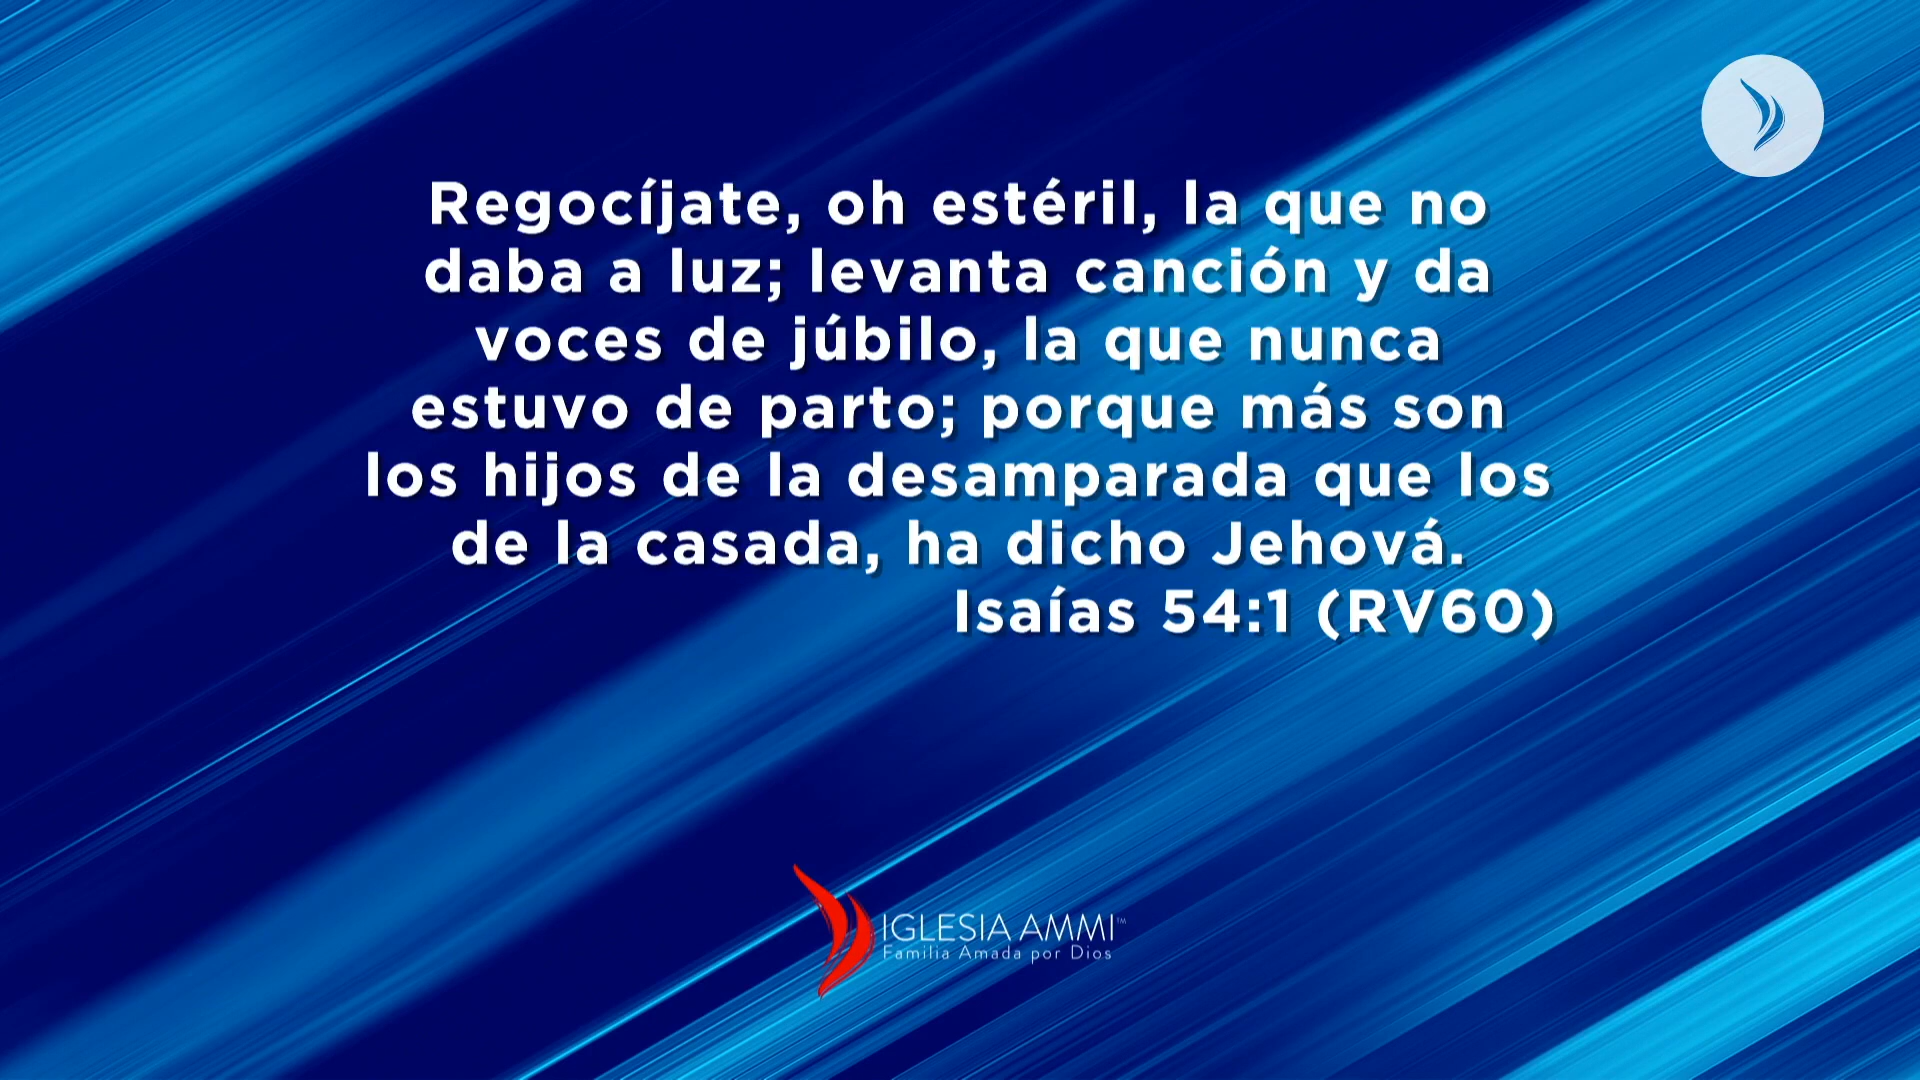 Regocíjate, oh estéril, la que no
daba a luz; levanta canción y da
voces de júbilo, la que nunca
estuvo de parto; porque más son
los hijos de la desamparada que los
de la casada, ha dicho Jehová.
Isaías 54:1 (RV60)
IGLESIA AMMI™
Familia Amada por Dios